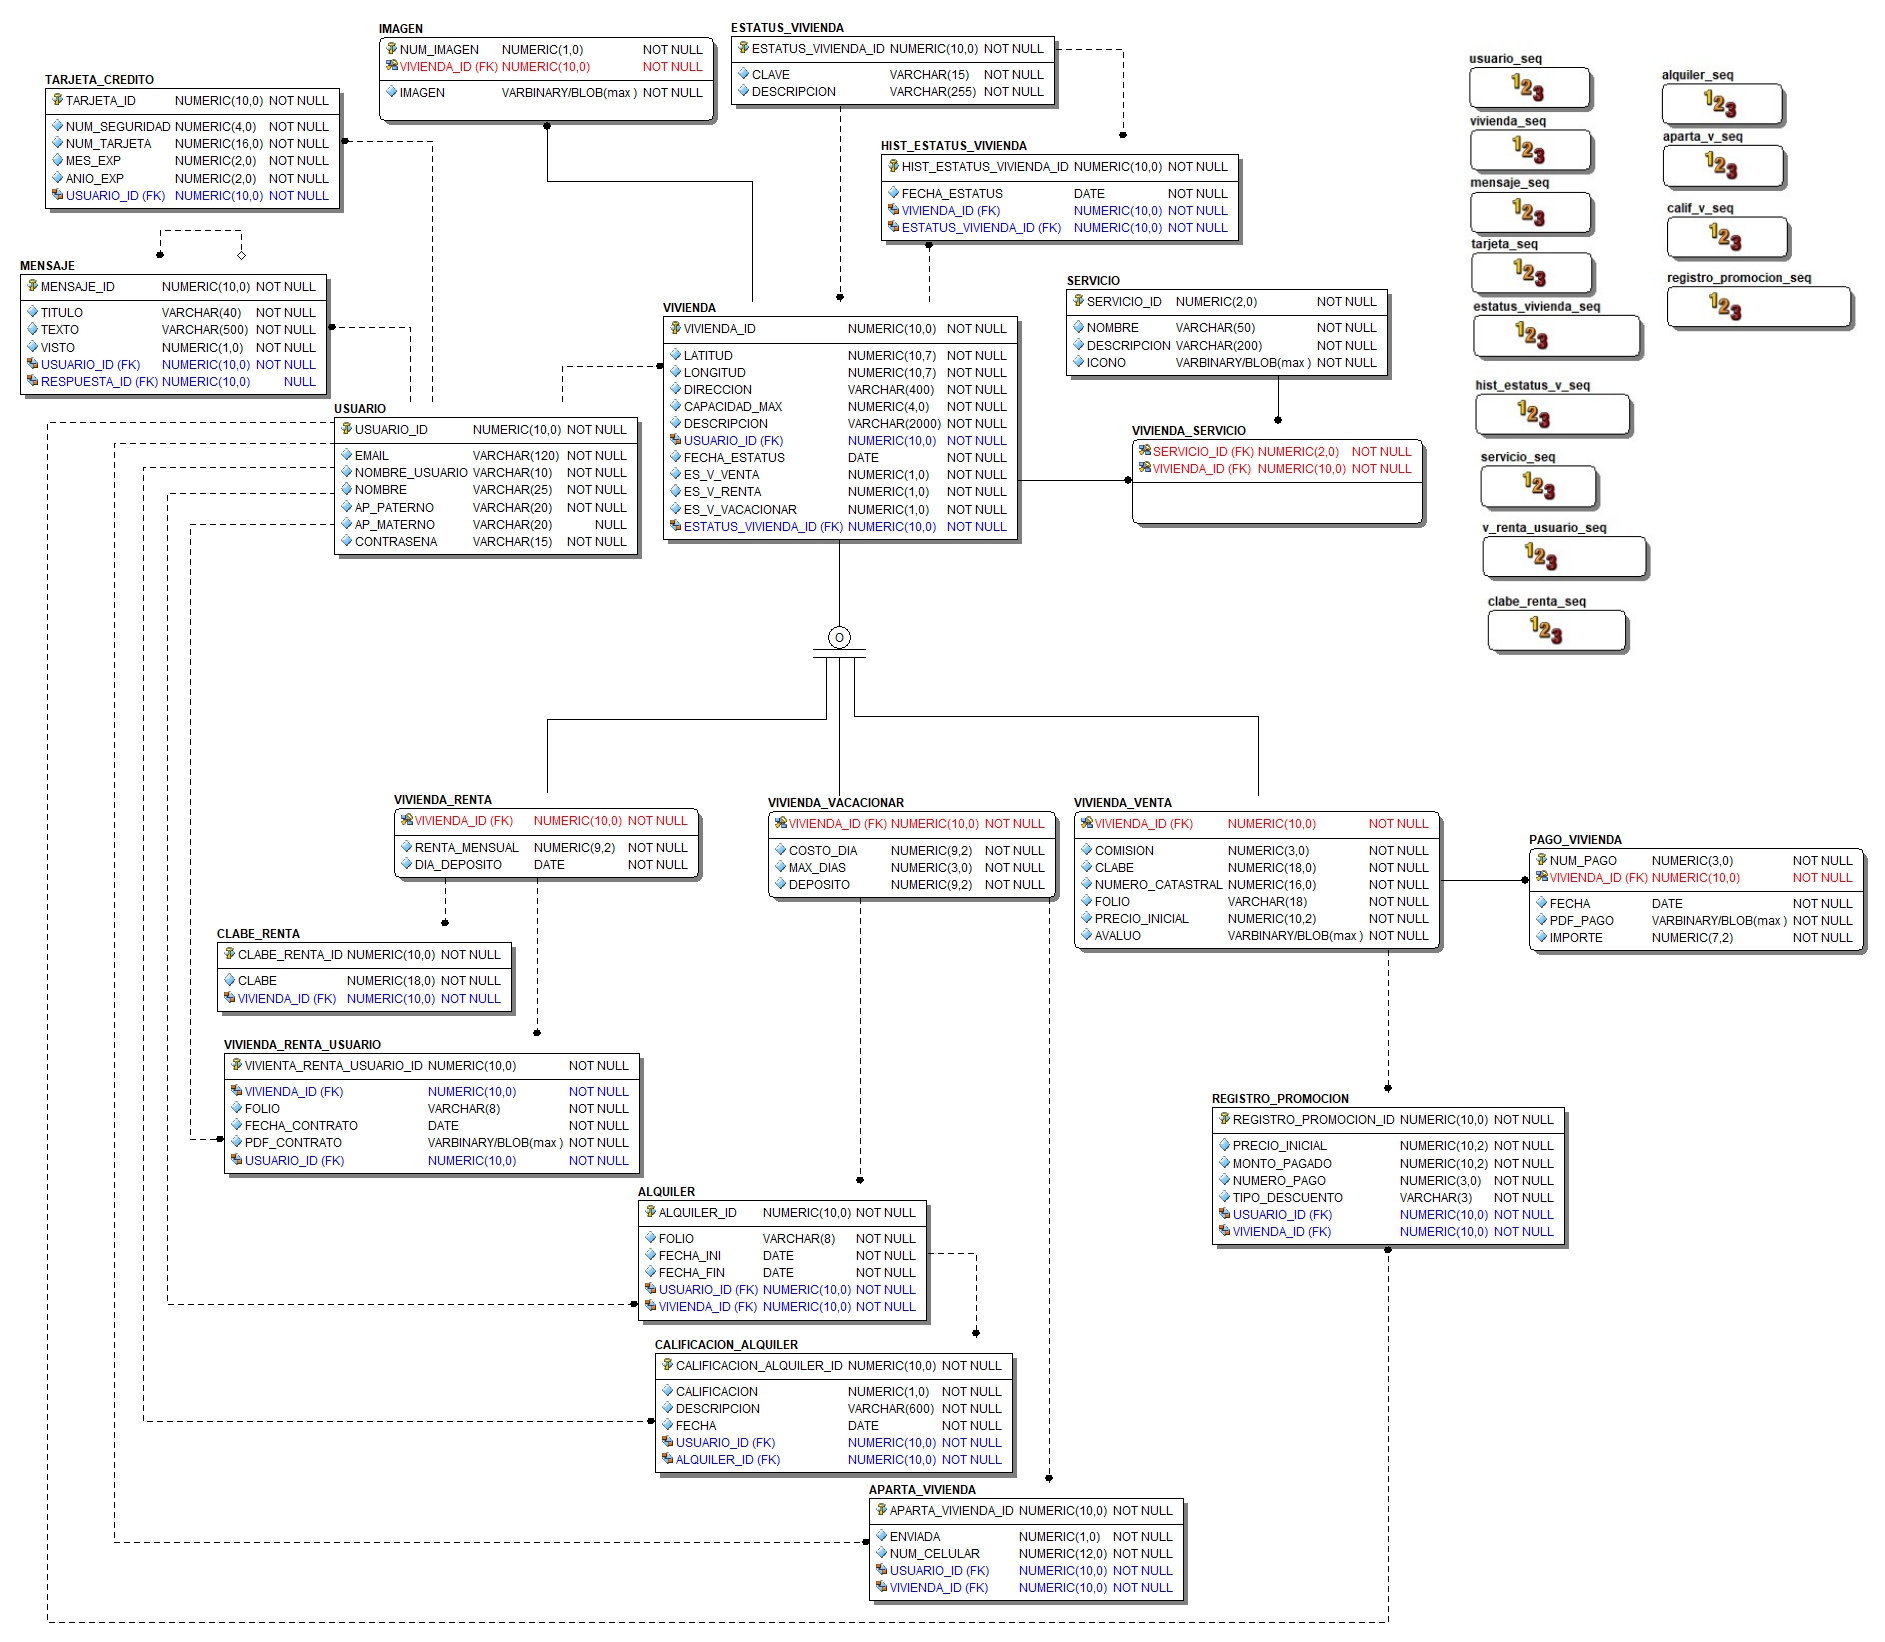 IMAGEN
NUM_IMAGEN NUMERIC(1,0) NOT NULL
VIVIENDA_ID (FK) NUMERIC(10,0) NOT NULL
IMAGEN VARBINARY/BLOB(max ) NOT NULL
ESTATUS_VIVIENDA
ESTATUS_VIVIENDA_ID NUMERIC(10,0) NOT NULL
CLAVE VARCHAR(15) NOT NULL
DESCRIPCION VARCHAR(255) NOT NULL
TARJETA_CREDITO
TARJETA_ID NUMERIC(10,0) NOT NULL
NUM_SEGURIDAD NUMERIC(4,0) NOT NULL
NUM_TARJETA NUMERIC(16,0) NOT NULL
MES_EXP NUMERIC(2,0) NOT NULL
ANIO_EXP NUMERIC(2,0) NOT NULL
USUARIO_ID (FK) NUMERIC(10,0) NOT NULL
HIST_ESTATUS_VIVIENDA
HIST_ESTATUS_VIVIENDA_ID NUMERIC(10,0) NOT NULL
FECHA_ESTATUS DATE NOT NULL
VIVIENDA_ID (FK) NUMERIC(10,0) NOT NULL
ESTATUS_VIVIENDA_ID (FK) NUMERIC(10,0) NOT NULL
MENSAJE
MENSAJE_ID NUMERIC(10,0) NOT NULL
TITULO VARCHAR(40) NOT NULL
TEXTO VARCHAR(500) NOT NULL
VISTO NUMERIC(1,0) NOT NULL
USUARIO_ID (FK) NUMERIC(10,0) NOT NULL
RESPUESTA_ID (FK) NUMERIC(10,0) NULL
SERVICIO
SERVICIO_ID NUMERIC(2,0) NOT NULL
NOMBRE VARCHAR(50) NOT NULL
DESCRIPCION VARCHAR(200) NOT NULL
ICONO VARBINARY/BLOB(max ) NOT NULL
VIVIENDA
VIVIENDA_ID NUMERIC(10,0) NOT NULL
LATITUD NUMERIC(10,7) NOT NULL
LONGITUD NUMERIC(10,7) NOT NULL
DIRECCION VARCHAR(400) NOT NULL
CAPACIDAD_MAX NUMERIC(4,0) NOT NULL
DESCRIPCION VARCHAR(2000) NOT NULL
USUARIO_ID (FK) NUMERIC(10,0) NOT NULL
FECHA_ESTATUS DATE NOT NULL
ES_V_VENTA NUMERIC(1,0) NOT NULL
ES_V_RENTA NUMERIC(1,0) NOT NULL
ES_V_VACACIONAR NUMERIC(1,0) NOT NULL
ESTATUS_VIVIENDA_ID (FK) NUMERIC(10,0) NOT NULL
USUARIO
USUARIO_ID NUMERIC(10,0) NOT NULL
EMAIL VARCHAR(120) NOT NULL
NOMBRE_USUARIO VARCHAR(10) NOT NULL
NOMBRE VARCHAR(25) NOT NULL
AP_PATERNO VARCHAR(20) NOT NULL
AP_MATERNO VARCHAR(20) NULL
CONTRASENA VARCHAR(15) NOT NULL
VIVIENDA_SERVICIO
SERVICIO_ID (FK) NUMERIC(2,0) NOT NULL
VIVIENDA_ID (FK) NUMERIC(10,0) NOT NULL
usuario_seq
123
vivienda_seq
123
mensaje_seq
123
tarjeta_seq
123
estatus_vivienda_seq
123
hist_estatus_v_seq
123
servicio_seq
123
v_renta_usuario_seq
123
clabe_renta_seq
123
alquiler_seq
123
aparta_v_seq
123
calif_v_seq
123
registro_promocion_seq
123
O
VIVIENDA_RENTA
VIVIENDA_ID (FK) NUMERIC(10,0) NOT NULL
RENTA_MENSUAL NUMERIC(9,2) NOT NULL
DIA_DEPOSITO DATE NOT NULL
VIVIENDA_VACACIONAR
VIVIENDA_ID (FK) NUMERIC(10,0) NOT NULL
COSTO_DIA NUMERIC(9,2) NOT NULL
MAX_DIAS NUMERIC(3,0) NOT NULL
DEPOSITO NUMERIC(9,2) NOT NULL
VIVIENDA_VENTA
VIVIENDA_ID (FK) NUMERIC(10,0) NOT NULL
COMISION NUMERIC(3,0) NOT NULL
CLABE NUMERIC(18,0) NOT NULL
NUMERO_CATASTRAL NUMERIC(16,0) NOT NULL
FOLIO VARCHAR(18) NOT NULL
PRECIO_INICIAL NUMERIC(10,2) NOT NULL
AVALUO VARBINARY/BLOB(max ) NOT NULL
PAGO_VIVIENDA
NUM_PAGO NUMERIC(3,0) NOT NULL
VIVIENDA_ID (FK) NUMERIC(10,0) NOT NULL
FECHA DATE NOT NULL
PDF_PAGO VARBINARY/BLOB(max ) NOT NULL
IMPORTE NUMERIC(7,2) NOT NULL
CLABE_RENTA
CLABE_RENTA_ID NUMERIC(10,0) NOT NULL
CLABE NUMERIC(18,0) NOT NULL
VIVIENDA_ID (FK) NUMERIC(10,0) NOT NULL
VIVIENDA_RENTA_USUARIO
VIVIENTA_RENTA_USUARIO_ID NUMERIC(10,0) NOT NULL
VIVIENDA_ID (FK) NUMERIC(10,0) NOT NULL
FOLIO VARCHAR(8) NOT NULL
FECHA_CONTRATO DATE NOT NULL
PDF_CONTRATO VARBINARY/BLOB(max ) NOT NULL
USUARIO_ID (FK) NUMERIC(10,0) NOT NULL
REGISTRO_PROMOCION
REGISTRO_PROMOCION_ID NUMERIC(10,0) NOT NULL
PRECIO_INICIAL NUMERIC(10,2) NOT NULL
MONTO_PAGADO NUMERIC(10,2) NOT NULL
NUMERO_PAGO NUMERIC(3,0) NOT NULL
TIPO_DESCUENTO VARCHAR(3) NOT NULL
USUARIO_ID (FK) NUMERIC(10,0) NOT NULL
VIVIENDA_ID (FK) NUMERIC(10,0) NOT NULL
ALQUILER
ALQUILER_ID NUMERIC(10,0) NOT NULL
FOLIO VARCHAR(8) NOT NULL
FECHA_INI DATE NOT NULL
FECHA_FIN DATE NOT NULL
USUARIO_ID (FK) NUMERIC(10,0) NOT NULL
VIVIENDA_ID (FK) NUMERIC(10,0) NOT NULL
CALIFICACION_ALQUILER
CALIFICACION_ALQUILER_ID NUMERIC(10,0) NOT NULL
CALIFICACION NUMERIC(1,0) NOT NULL
DESCRIPCION VARCHAR(600) NOT NULL
FECHA DATE NOT NULL
USUARIO_ID (FK) NUMERIC(10,0) NOT NULL
ALQUILER_ID (FK) NUMERIC(10,0) NOT NULL
APARTA_VIVIENDA
APARTA_VIVIENDA_ID NUMERIC(10,0) NOT NULL
ENVIADA NUMERIC(1,0) NOT NULL
NUM_CELULAR NUMERIC(12,0) NOT NULL
USUARIO_ID (FK) NUMERIC(10,0) NOT NULL
VIVIENDA_ID (FK) NUMERIC(10,0) NOT NULL